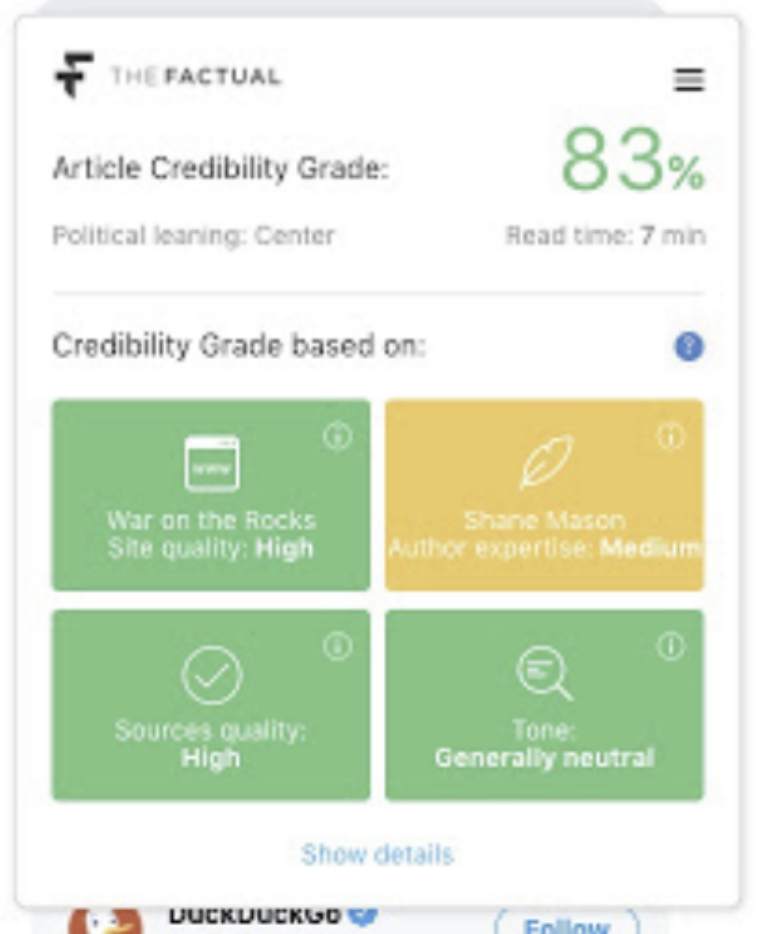 THE FACTUAL
Article Credibility Grade: 83%
Political leaning: Center Read time: 7 min
Credibility Grade based on: ?
www
War on the Rocks
Site quality: High
Shane Mason
Author expertise: Medium
Sources quality:
High
Tone:
Generally neutral
Show details
DuckDuckGo
Follow